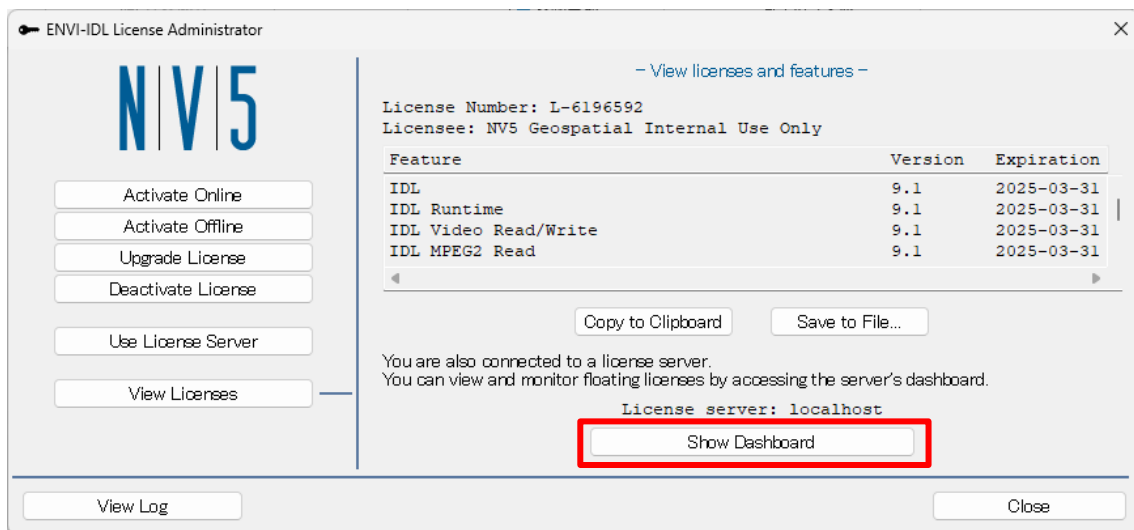 ENVI-IDL License Administrator
NV5
Activate Online
Activate Offline
Upgrade License
Deactivate License
Use License Server
View Licenses
- View licenses and features -
License Number: L-6196592
Licensee: NV5 Geospatial Internal Use Only
Feature Version Expiration
IDL 9.1 2025-03-31
IDL Runtime 9.1 2025-03-31
IDL Video Read/Write 9.1 2025-03-31
IDL MPEG2 Read 9.1 2025-03-31
Copy to Clipboard Save to File...
You are also connected to a license server.
You can view and monitor floating licenses by accessing the server's dashboard.
License server: localhost
Show Dashboard
View Log Close